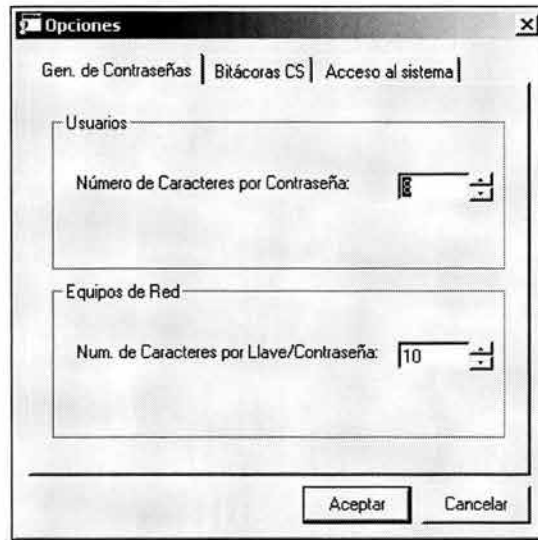 Opciones
Gen. de Contraseñas Bitácoras CS Acceso al sistema
Usuarios
Número de Caracteres por Contraseña: 8
Equipos de Red
Num. de Caracteres por Llave/Contraseña: 10
Aceptar Cancelar